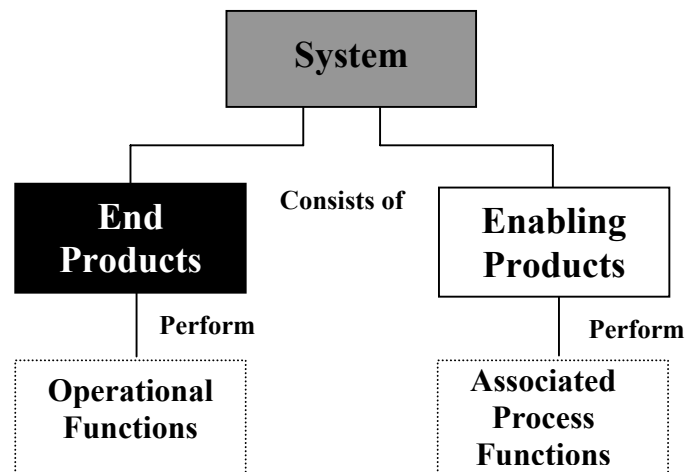 System
Consists of
End
Products
Enabling
Products
Perform
Perform
Operational
Functions
Associated
Process
Functions